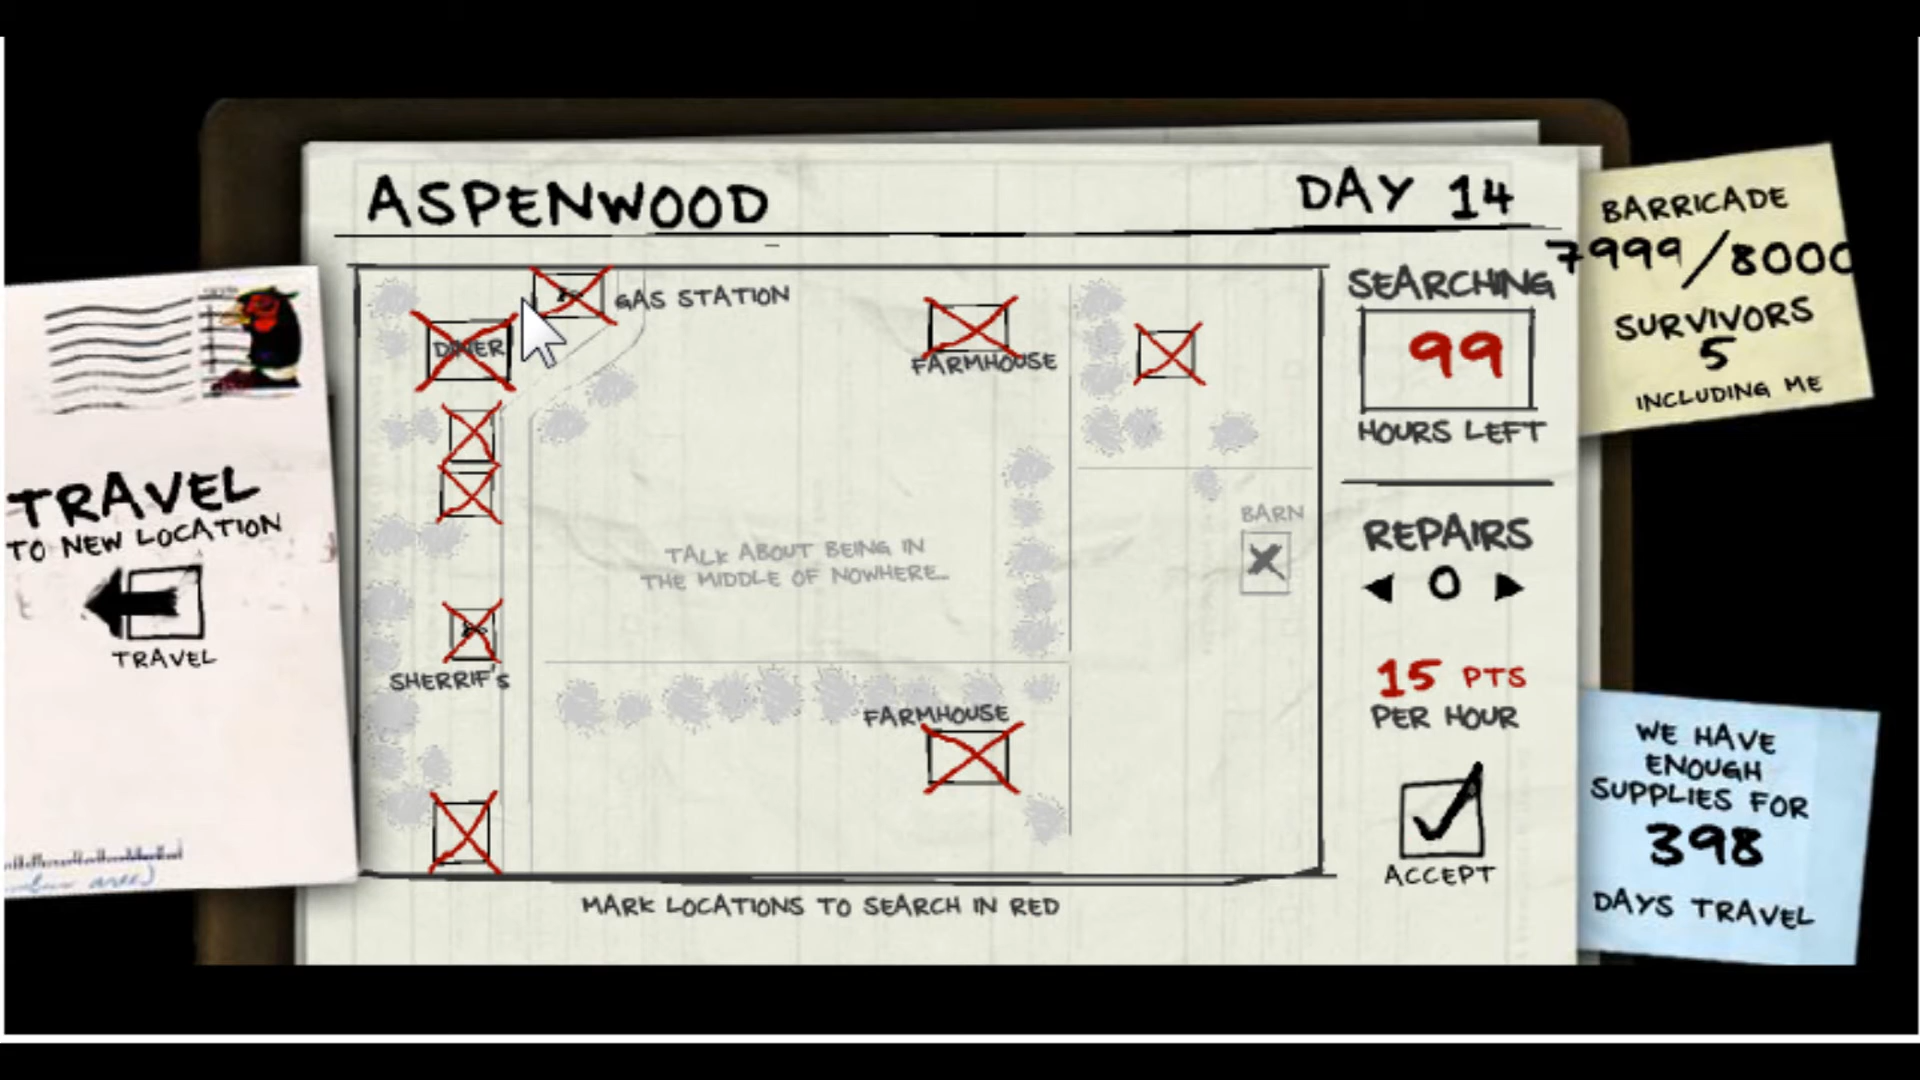 ASPENWOOD
DAY 14
GAS STATION
DINER
FARMHOUSE
SHERRIF'S
TALK ABOUT BEING IN
THE MIDDLE OF NOWHERE...
BARN
FARMHOUSE
MARK LOCATIONS TO SEARCH IN RED
SEARCHING
99
HOURS LEFT
REPAIRS
0
15 PTS
PER HOUR
ACCEPT
TRAVEL
TO NEW LOCATION
TRAVEL
BARRICADE
7999/8000
SURVIVORS
5
INCLUDING ME
WE HAVE
ENOUGH
SUPPLIES FOR
398
DAYS TRAVEL